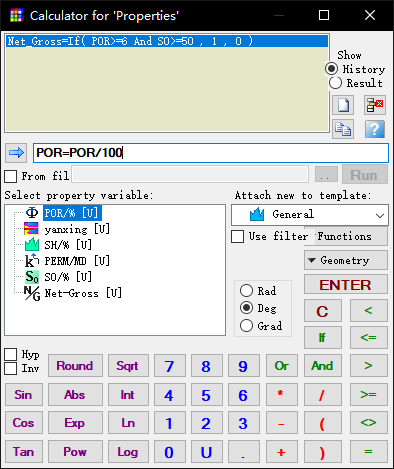 Calculator for 'Properties'
Net_Gross=If( POR>=6 And SO>=50 , 1 , 0 )
Show
History
Result
POR=POR/100
From fil
..
Run
Select property variable:
Attach new to template:
Φ POR/% [U]
yanxing [U]
SH/% [U]
k PERM/MD [U]
So SO/% [U]
N/G Net-Gross [U]
General
Use filter
Functions
Geometry
Rad
Deg
Grad
ENTER
C <
If <=
Hyp
Inv
Round Sqrt 7 8 9 Or And >
Sin Abs Int 4 5 6 * / >=
Cos Exp Ln 1 2 3 - ( <>
Tan Pow Log 0 U . + ) =